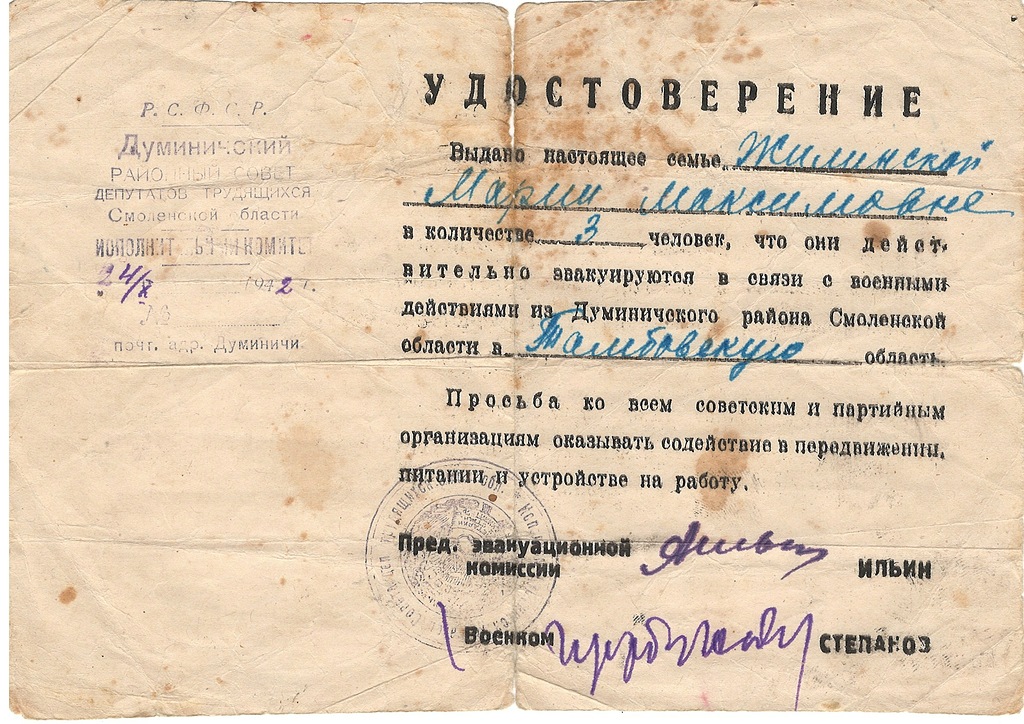 Р. С. Ф. С. Р.
Думиничский
РАЙОННЫЙ СОВЕТ
ДЕПУТАТОВ ТРУДЯЩИХСЯ
Смоленской области
24/X 1942 г.
почт. адр. Думиничи
УДОСТОВЕРЕНИЕ
Выдано настоящее семье Жилинской
Марии Максимовне
в количестве 3 человек, что они дейст-
вительно эвакуируются в связи с военными
действиями из Думиничского района Смоленской
области в Тамбовскую область.
Просьба ко всем советским и партийным
организациям оказывать содействие в передвижении,
питании и устройстве на работу.
Пред. эвакуационной
комиссии ИЛЬИН
Военком СТЕПАНОВ